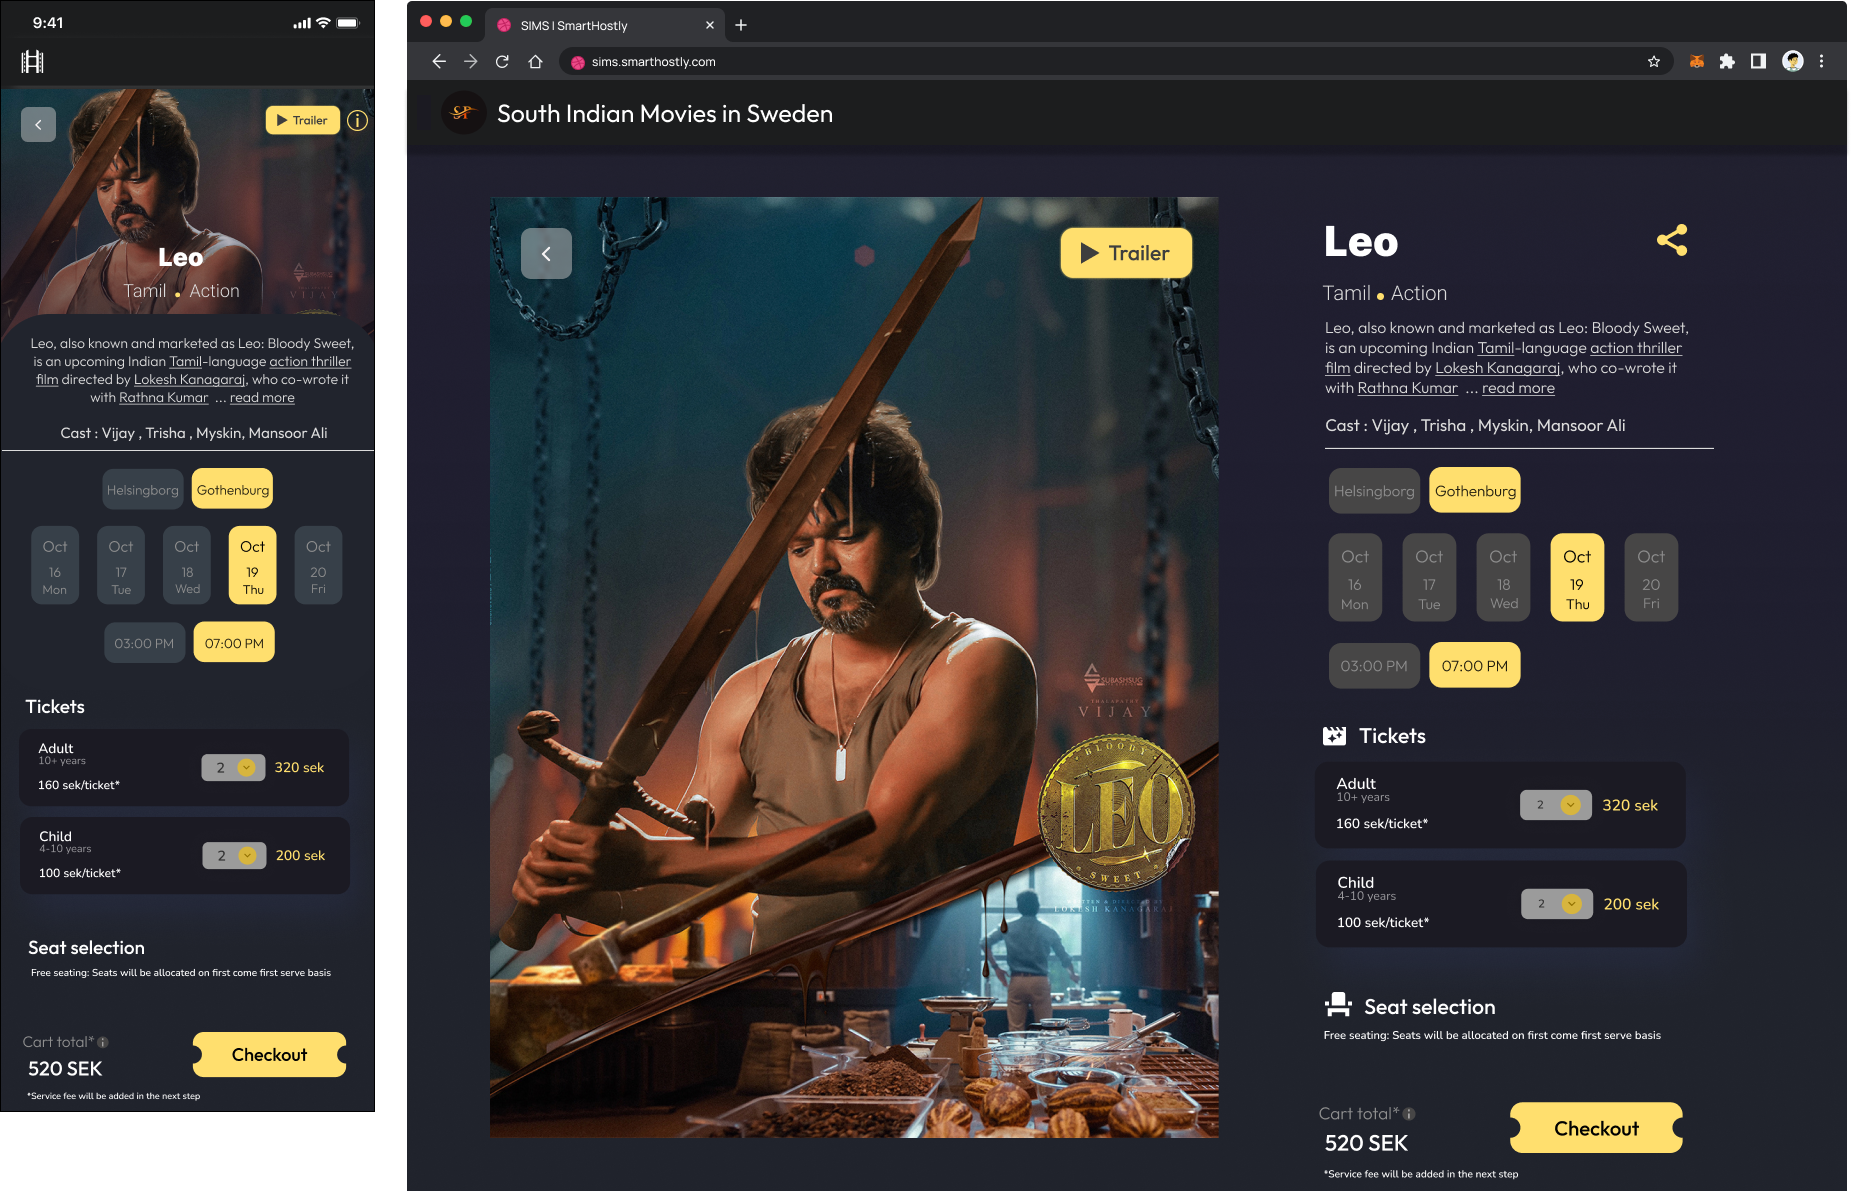 9:41
Trailer
Leo
Tamil . Action
Leo, also known and marketed as Leo: Bloody Sweet,
is an upcoming Indian Tamil-language action thriller
film directed by Lokesh Kanagaraj, who co-wrote it
with Rathna Kumar ... read more
Cast : Vijay , Trisha , Myskin, Mansoor Ali
Helsingborg
Gothenburg
Oct Oct Oct Oct Oct
16 17 18 19 20
Mon Tue Wed Thu Fri
03:00 PM
07:00 PM
Tickets
Adult
10+ years
160 sek/ticket*
2
320 sek
Child
4-10 years
100 sek/ticket*
2
200 sek
Seat selection
Free seating: Seats will be allocated on first come first serve basis
Cart total*
520 SEK
Checkout
*Service fee will be added in the next step
SIMS | SmartHostly
sims.smarthostly.com
SP
South Indian Movies in Sweden
Trailer
SUBASHSUG
THALAPATHY
VIJAY
BLOODY
LEO
SWEET
WRITTEN & DIRECTED BY
LOKESH KANAGARAJ
Leo
Tamil . Action
Leo, also known and marketed as Leo: Bloody Sweet,
is an upcoming Indian Tamil-language action thriller
film directed by Lokesh Kanagaraj, who co-wrote it
with Rathna Kumar ... read more
Cast : Vijay , Trisha , Myskin, Mansoor Ali
Helsingborg
Gothenburg
Oct Oct Oct Oct Oct
16 17 18 19 20
Mon Tue Wed Thu Fri
03:00 PM
07:00 PM
Tickets
Adult
10+ years
160 sek/ticket*
2
320 sek
Child
4-10 years
100 sek/ticket*
2
200 sek
Seat selection
Free seating: Seats will be allocated on first come first serve basis
Cart total*
520 SEK
Checkout
*Service fee will be added in the next step